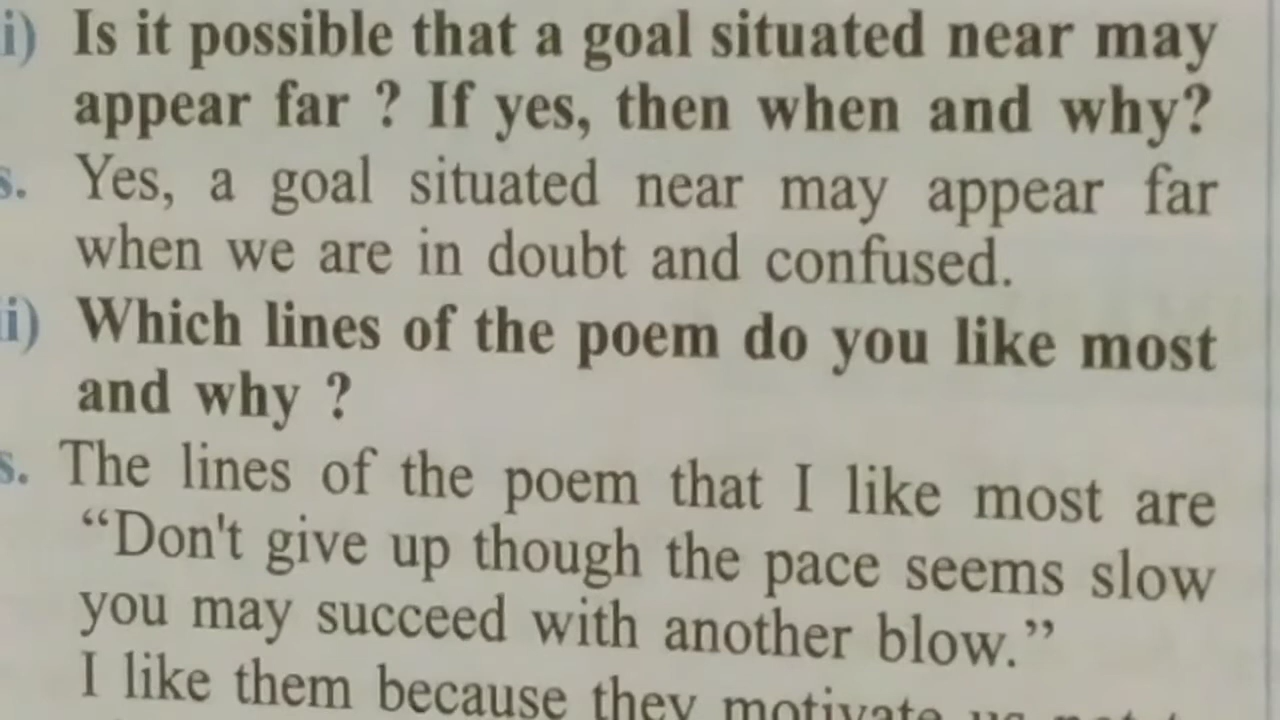 i) Is it possible that a goal situated near may
appear far ? If yes, then when and why?
s. Yes, a goal situated near may appear far
when we are in doubt and confused.
i) Which lines of the poem do you like most
and why ?
s. The lines of the poem that I like most are
“Don't give up though the pace seems slow
you may succeed with another blow.”
I like them because they motivate us